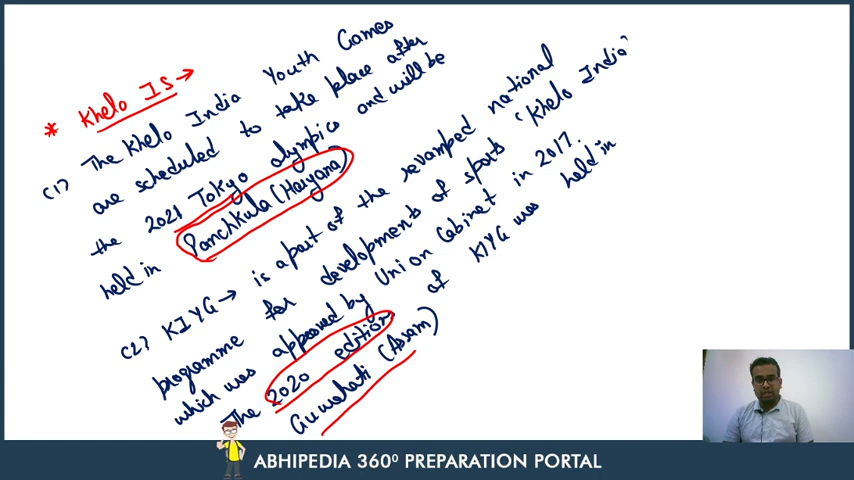 * Khelo IS →
(1) The Khelo India Youth Games
are scheduled to take place after
the 2021 Tokyo olympics and will be
held in Panchkula (Haryana)
(2) KIYG → is a part of the revamped national
programme for developments of sports "Khelo India"
which was approved by Union Cabinet in 2017.
The 2020 edition of KIYG was held in
Guwahati (Assam)
ABHIPEDIA 360° PREPARATION PORTAL